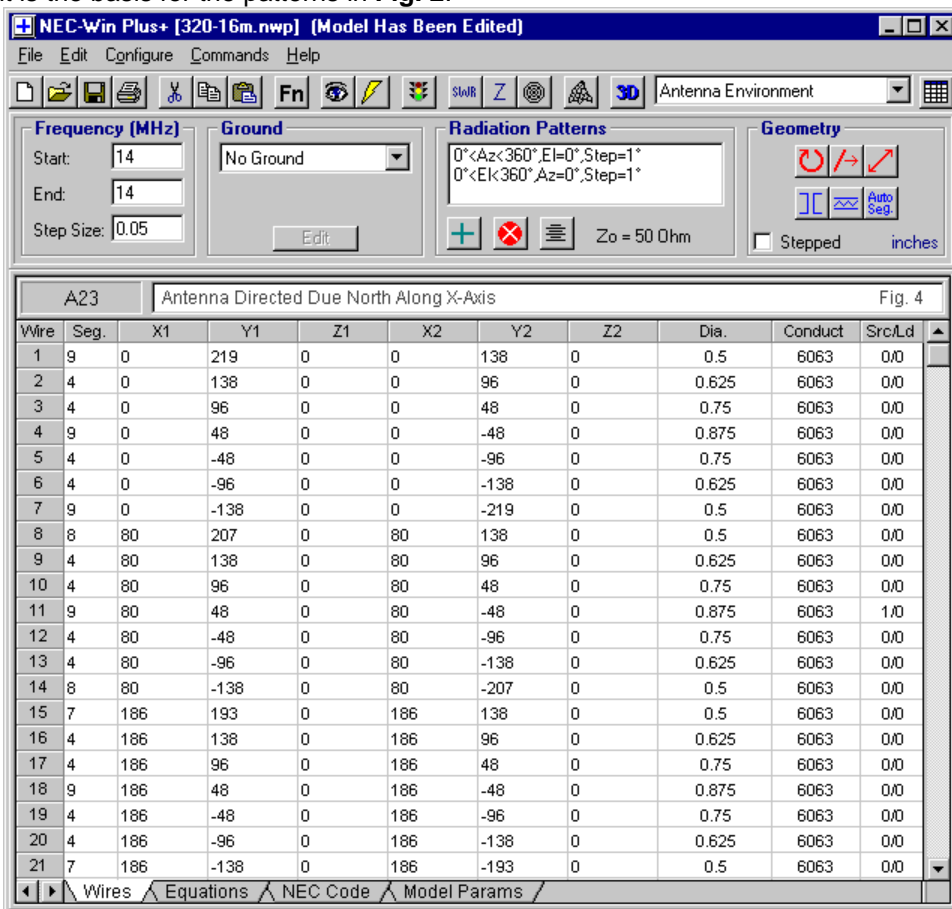 it is the basis for the patterns in Fig. 2.
NEC-Win Plus+ [320-16m.nwp] (Model Has Been Edited)
File Edit Configure Commands Help
Fn SWR Z 3D Antenna Environment
Frequency (MHz) Ground Radiation Patterns Geometry
Start: 14 No Ground 0°<Az<360°,El=0°,Step=1°
0°<El<360°,Az=0°,Step=1°
End: 14
Auto Seg.
Step Size: 0.05 Edit Zo = 50 Ohm Stepped inches
A23 Antenna Directed Due North Along X-Axis Fig. 4
Wire Seg. X1 Y1 Z1 X2 Y2 Z2 Dia. Conduct Src/Ld
1 9 0 219 0 0 138 0 0.5 6063 0/0
2 4 0 138 0 0 96 0 0.625 6063 0/0
3 4 0 96 0 0 48 0 0.75 6063 0/0
4 9 0 48 0 0 -48 0 0.875 6063 0/0
5 4 0 -48 0 0 -96 0 0.75 6063 0/0
6 4 0 -96 0 0 -138 0 0.625 6063 0/0
7 9 0 -138 0 0 -219 0 0.5 6063 0/0
8 8 80 207 0 80 138 0 0.5 6063 0/0
9 4 80 138 0 80 96 0 0.625 6063 0/0
10 4 80 96 0 80 48 0 0.75 6063 0/0
11 9 80 48 0 80 -48 0 0.875 6063 1/0
12 4 80 -48 0 80 -96 0 0.75 6063 0/0
13 4 80 -96 0 80 -138 0 0.625 6063 0/0
14 8 80 -138 0 80 -207 0 0.5 6063 0/0
15 7 186 193 0 186 138 0 0.5 6063 0/0
16 4 186 138 0 186 96 0 0.625 6063 0/0
17 4 186 96 0 186 48 0 0.75 6063 0/0
18 9 186 48 0 186 -48 0 0.875 6063 0/0
19 4 186 -48 0 186 -96 0 0.75 6063 0/0
20 4 186 -96 0 186 -138 0 0.625 6063 0/0
21 7 186 -138 0 186 -193 0 0.5 6063 0/0
Wires Equations NEC Code Model Params